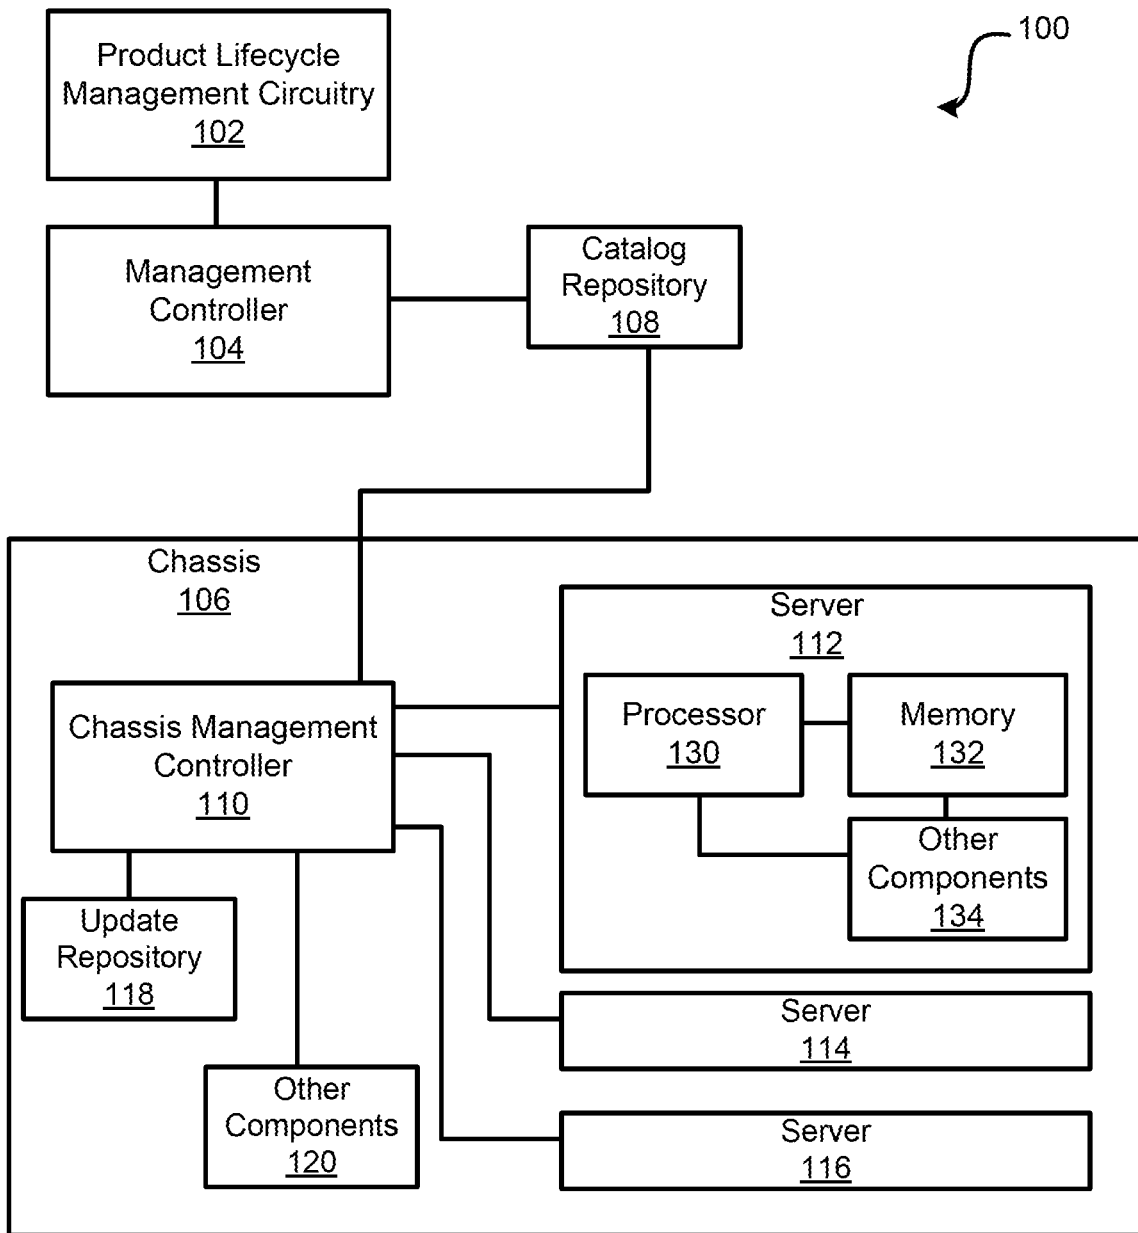 100
Product Lifecycle
Management Circuitry
102
Management
Controller
104
Catalog
Repository
108
Chassis
106
Chassis Management
Controller
110
Update
Repository
118
Other
Components
120
Server
112
Processor
130
Memory
132
Other
Components
134
Server
114
Server
116